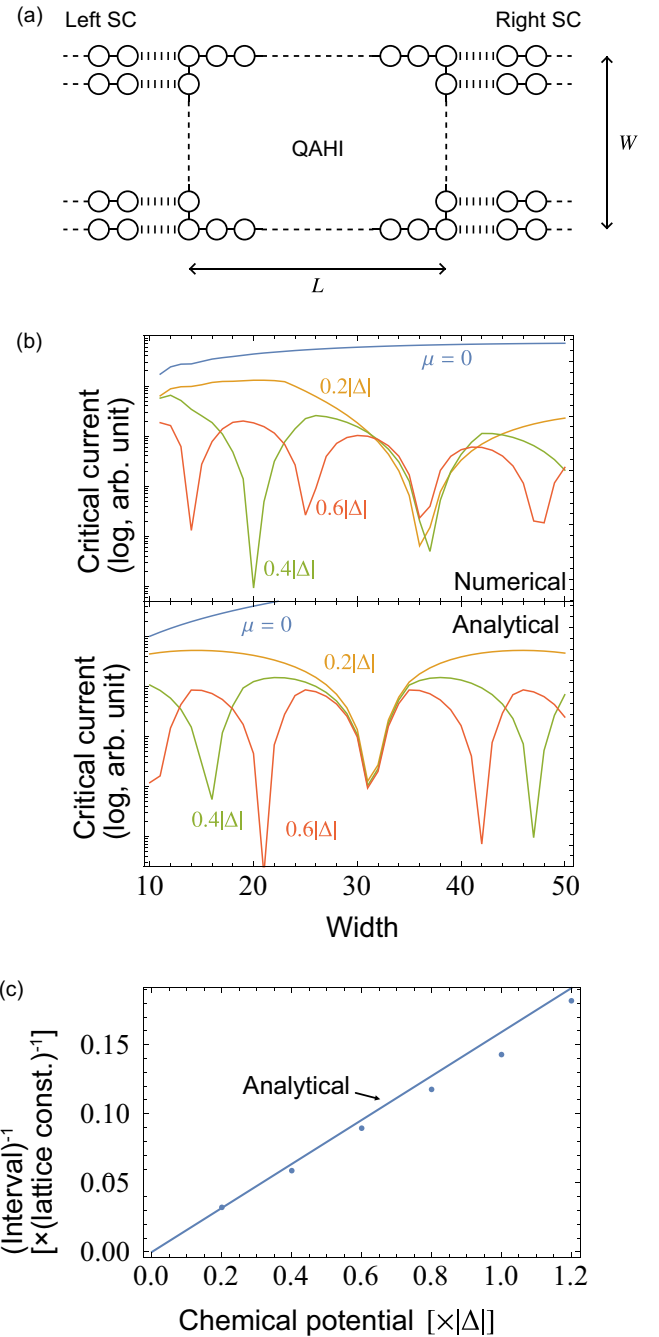 (a)
Left SC
Right SC
QAHI
W
L
(b)
Critical current
(log, arb. unit)
μ = 0
0.2|Δ|
0.6|Δ|
0.4|Δ|
Numerical
Critical current
(log, arb. unit)
μ = 0
Analytical
0.2|Δ|
0.4|Δ|
0.6|Δ|
10 20 30 40 50
Width
(c)
(Interval)⁻¹
[×(lattice const.)⁻¹]
0.15
0.10
0.05
0.00
Analytical
0.0 0.2 0.4 0.6 0.8 1.0 1.2
Chemical potential [×|Δ|]